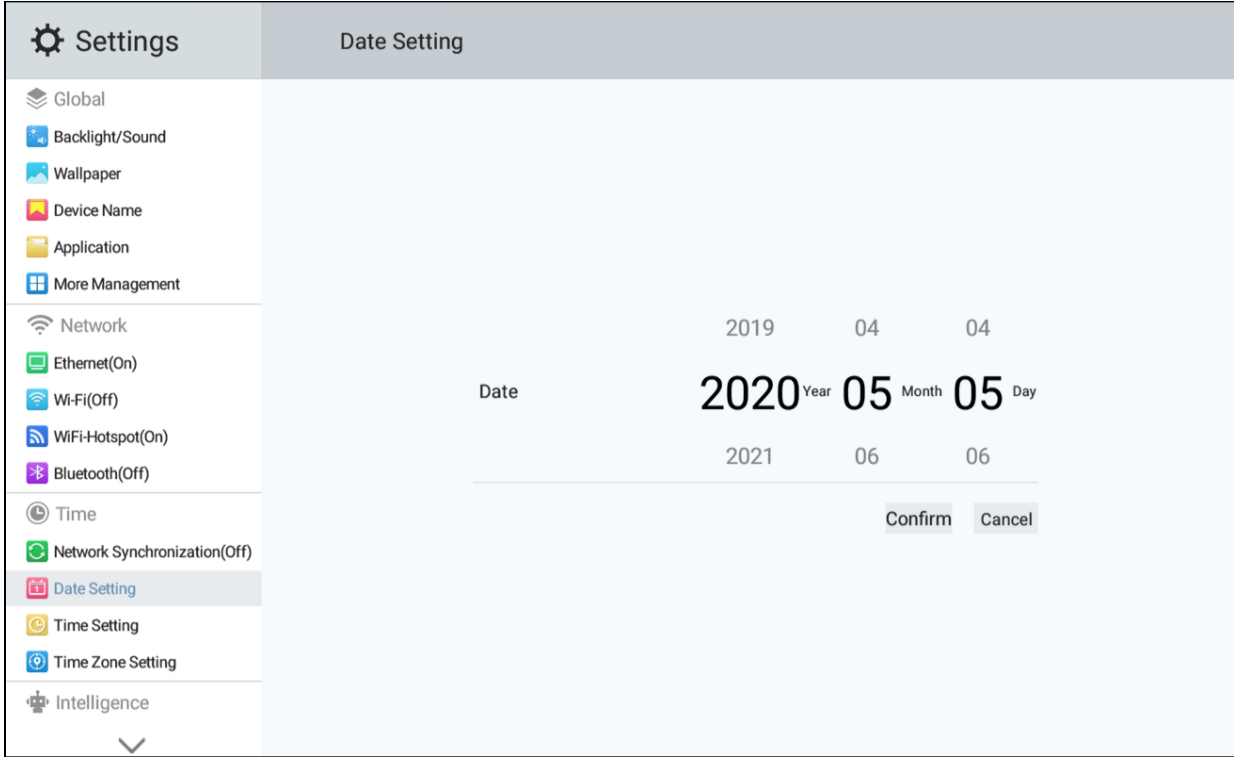 Settings
Date Setting
Global
Backlight/Sound
Wallpaper
Device Name
Application
More Management
Network
Ethernet(On)
Wi-Fi(Off)
WiFi-Hotspot(On)
Bluetooth(Off)
Time
Network Synchronization(Off)
Date Setting
Time Setting
Time Zone Setting
Intelligence
2019 04 04
Date 2020 Year 05 Month 05 Day
2021 06 06
Confirm Cancel